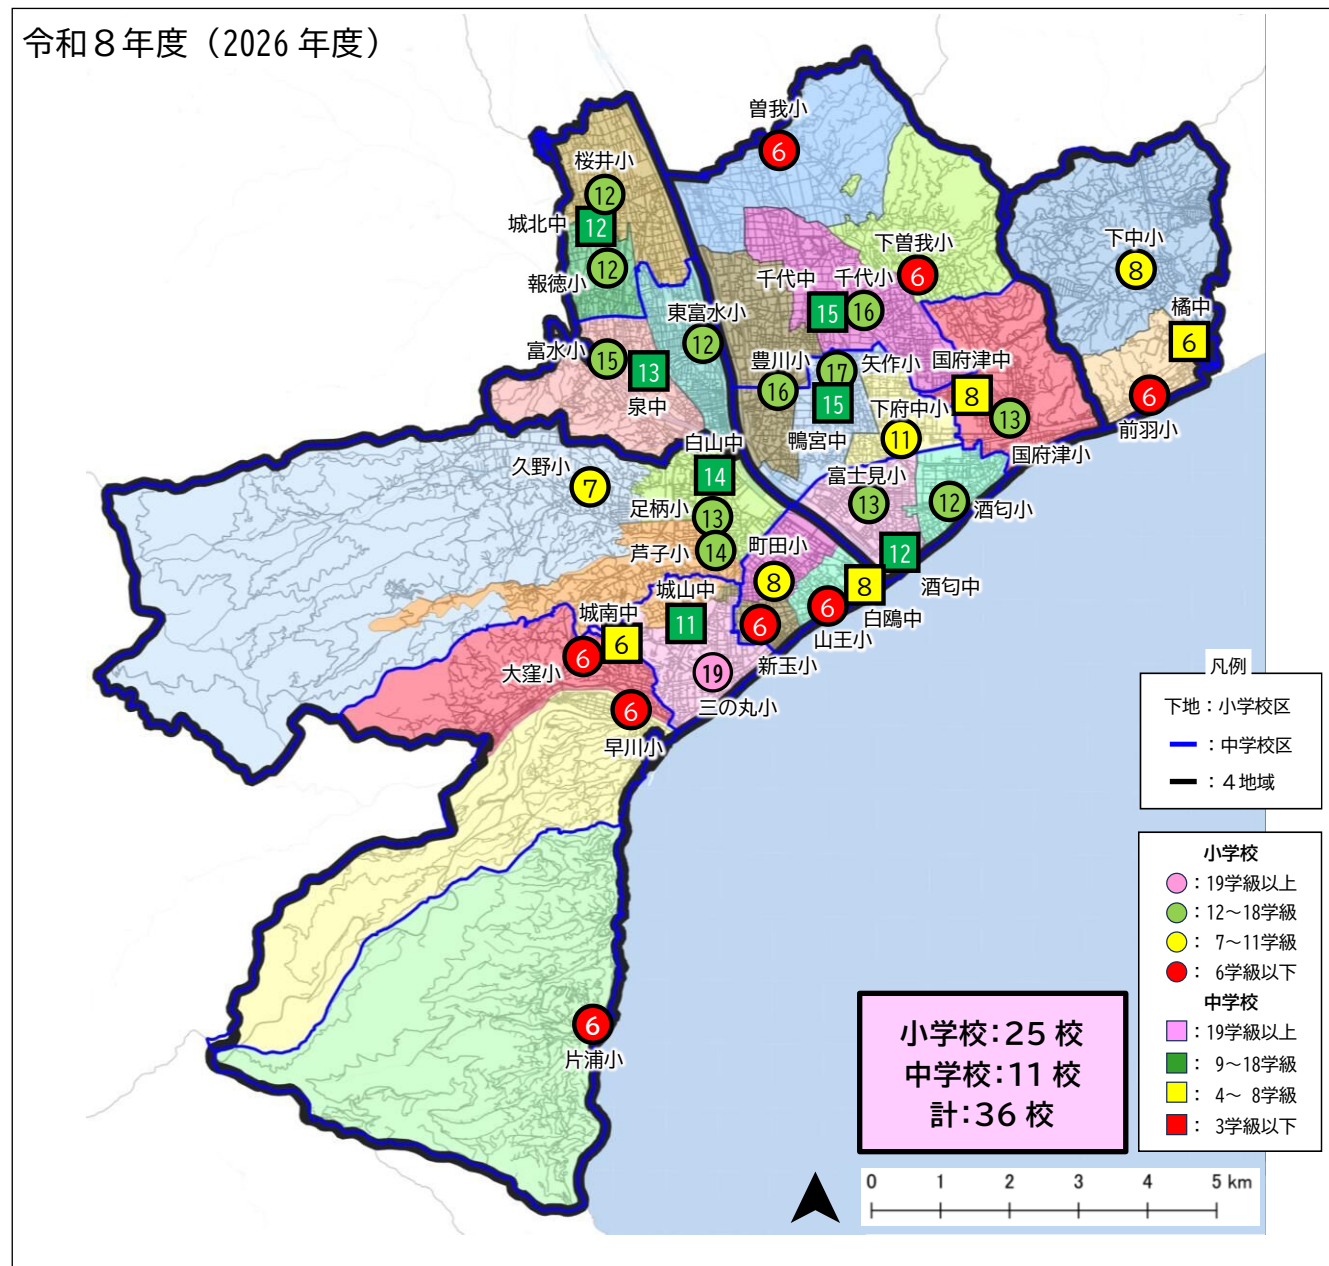 令和８年度（2026 年度）
曽我小
6
桜井小
12
城北中
12
報徳小
12
下曽我小
6
下中小
8
千代中
千代小
15
16
橘中
6
東富水小
12
富水小
15
13
泉中
豊川小
16
矢作小
17
15
鴨宮中
国府津中
8
下府中小
11
13
国府津小
6
前羽小
白山中
14
久野小
7
富士見小
13
12
酒匂小
足柄小
13
芦子小
14
町田小
8
12
酒匂中
8
白鴎中
城山中
11
城南中
6
6
山王小
6
新玉小
大窪小
6
19
三の丸小
6
早川小
6
片浦小
凡例
下地：小学校区
：中学校区
：４地域
小学校
：19学級以上
：12～18学級
： 7～11学級
： 6学級以下
中学校
：19学級以上
： 9～18学級
： 4～ 8学級
： 3学級以下
小学校：25 校
中学校：11 校
計：36 校
0 1 2 3 4 5 km